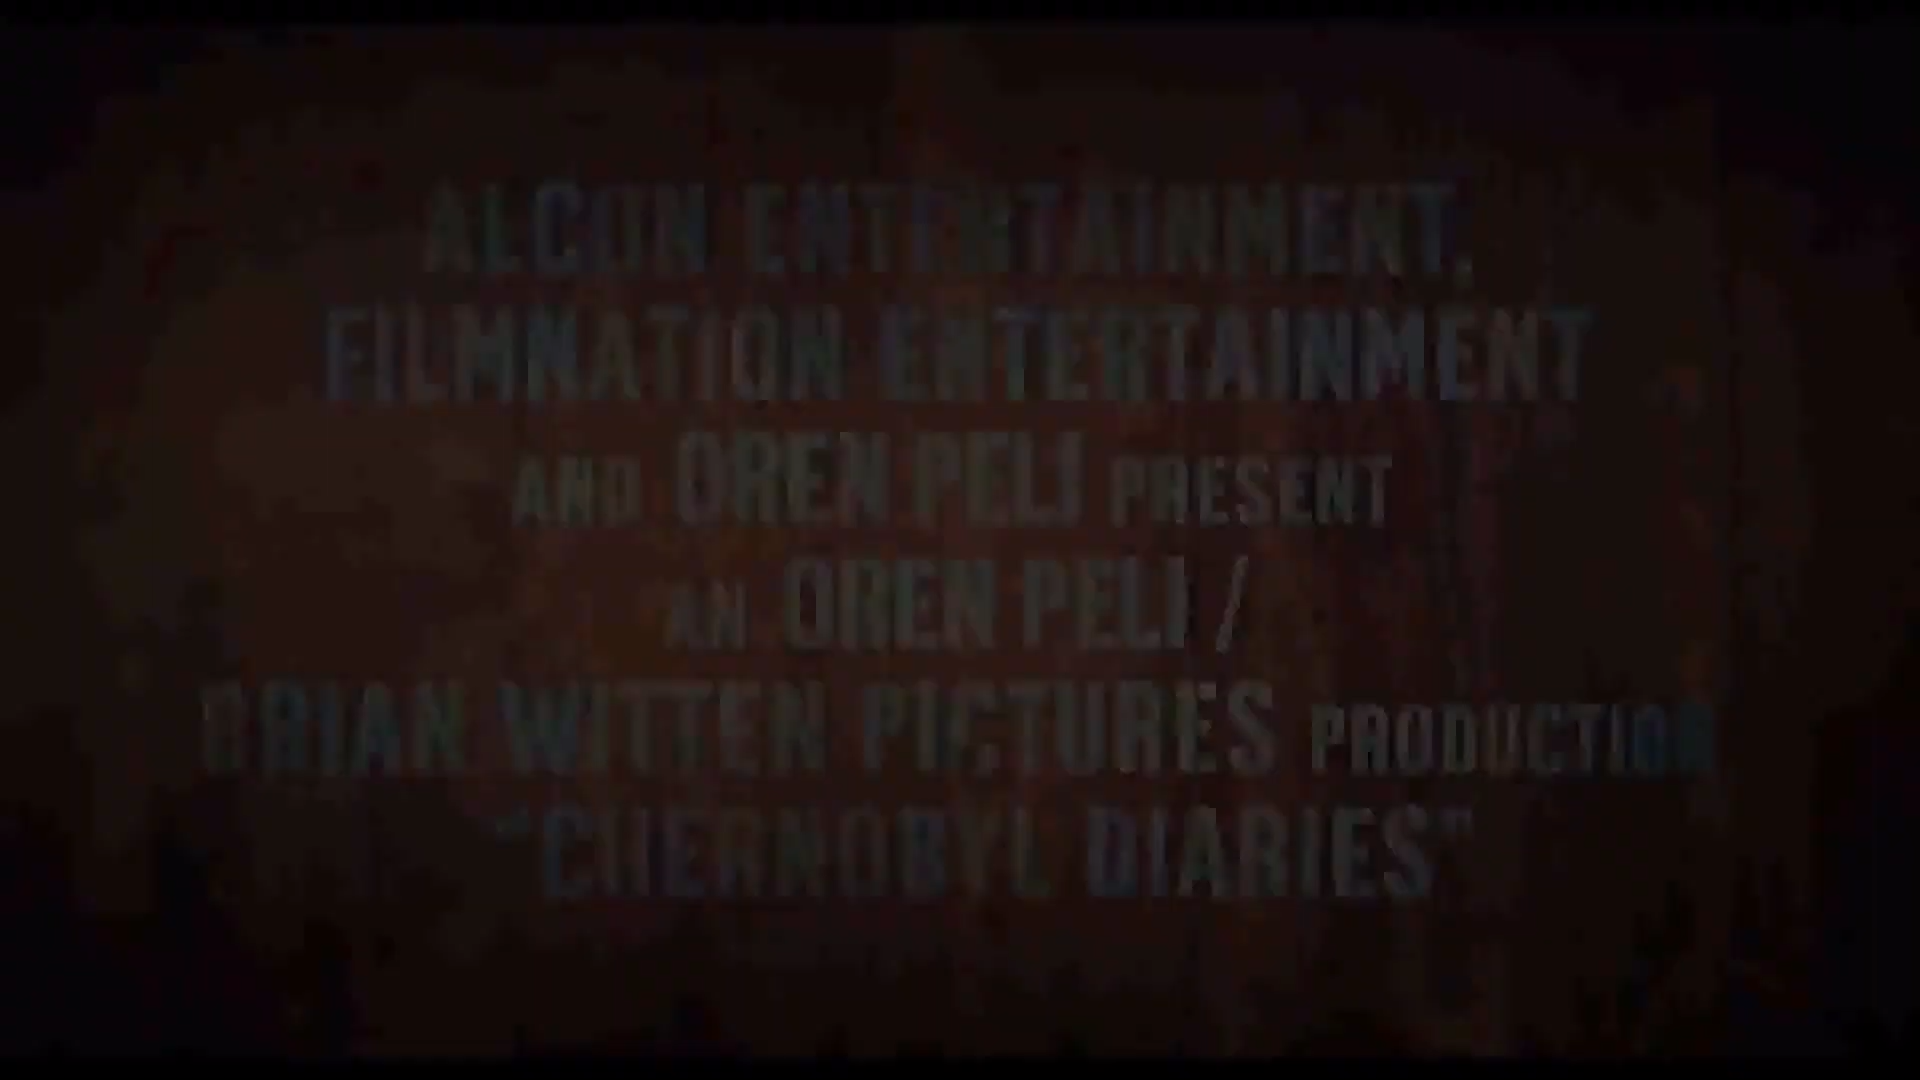 ALCON ENTERTAINMENT,
FILMNATION ENTERTAINMENT
AND OREN PELI PRESENT
AN OREN PELI /
BRIAN WITTEN PICTURES PRODUCTION
"CHERNOBYL DIARIES"